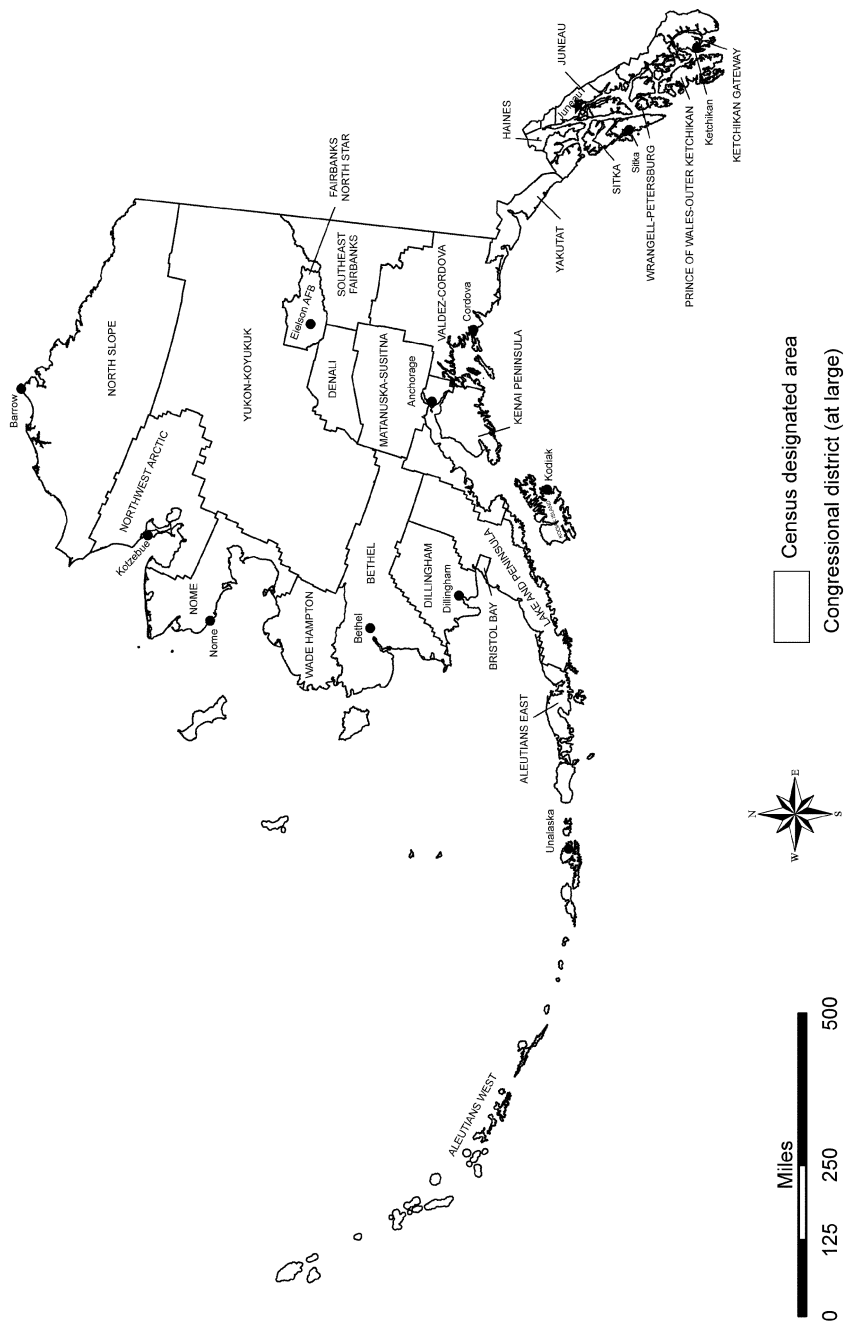 Barrow
NORTH SLOPE
NORTHWEST ARCTIC
Kotzebue
NOME
Nome
YUKON-KOYUKUK
FAIRBANKS
NORTH STAR
Eielson AFB
SOUTHEAST
FAIRBANKS
DENALI
MATANUSKA-SUSITNA
Anchorage
VALDEZ-CORDOVA
Cordova
KENAI PENINSULA
WADE HAMPTON
BETHEL
Bethel
DILLINGHAM
Dillingham
BRISTOL BAY
LAKE AND PENINSULA
Kodiak
ALEUTIANS EAST
Unalaska
ALEUTIANS WEST
HAINES
JUNEAU
Juneau
YAKUTAT
SITKA
Sitka
WRANGELL-PETERSBURG
PRINCE OF WALES-OUTER KETCHIKAN
Ketchikan
KETCHIKAN GATEWAY
Miles
0 125 250 500
N
W
E
S
Census designated area
Congressional district (at large)